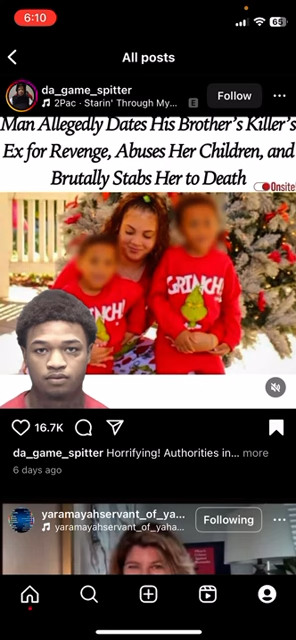 6:10
65
All posts
da_game_spitter
2Pac · Starin' Through My...
E
Follow
Man Allegedly Dates His Brother's Killer's
Ex for Revenge, Abuses Her Children, and
Brutally Stabs Her to Death
Onsite
GRINCH!
GRINCH!
16.7K
da_game_spitter Horrifying! Authorities in... more
6 days ago
yaramayahservant_of_ya...
yaramayahservant_of_yaha...
Following